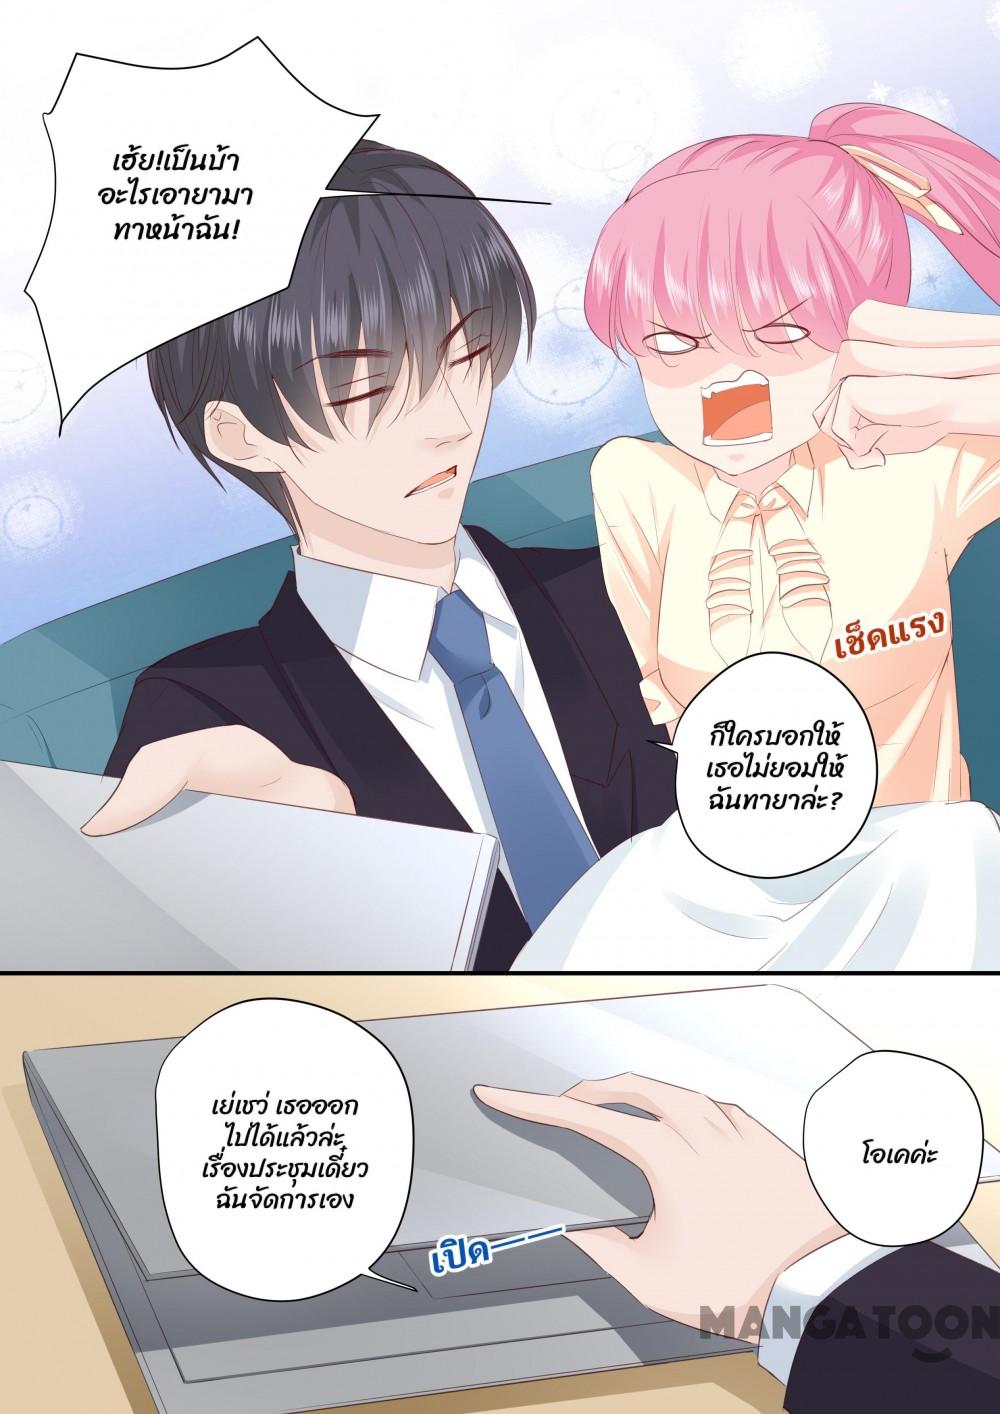 เฮ้ย!เป็นบ้า
อะไรเอายามา
ทาหน้าฉัน!
เช็ดแรง
ก็ใครบอกให้
เธอไม่ยอมให้
ฉันทายาล่ะ?
เย่เชว่ เธอออก
ไปได้แล้วล่ะ
เรื่องประชุมเดี๋ยว
ฉันจัดการเอง
โอเคค่ะ
เปิด——
MANGATOON